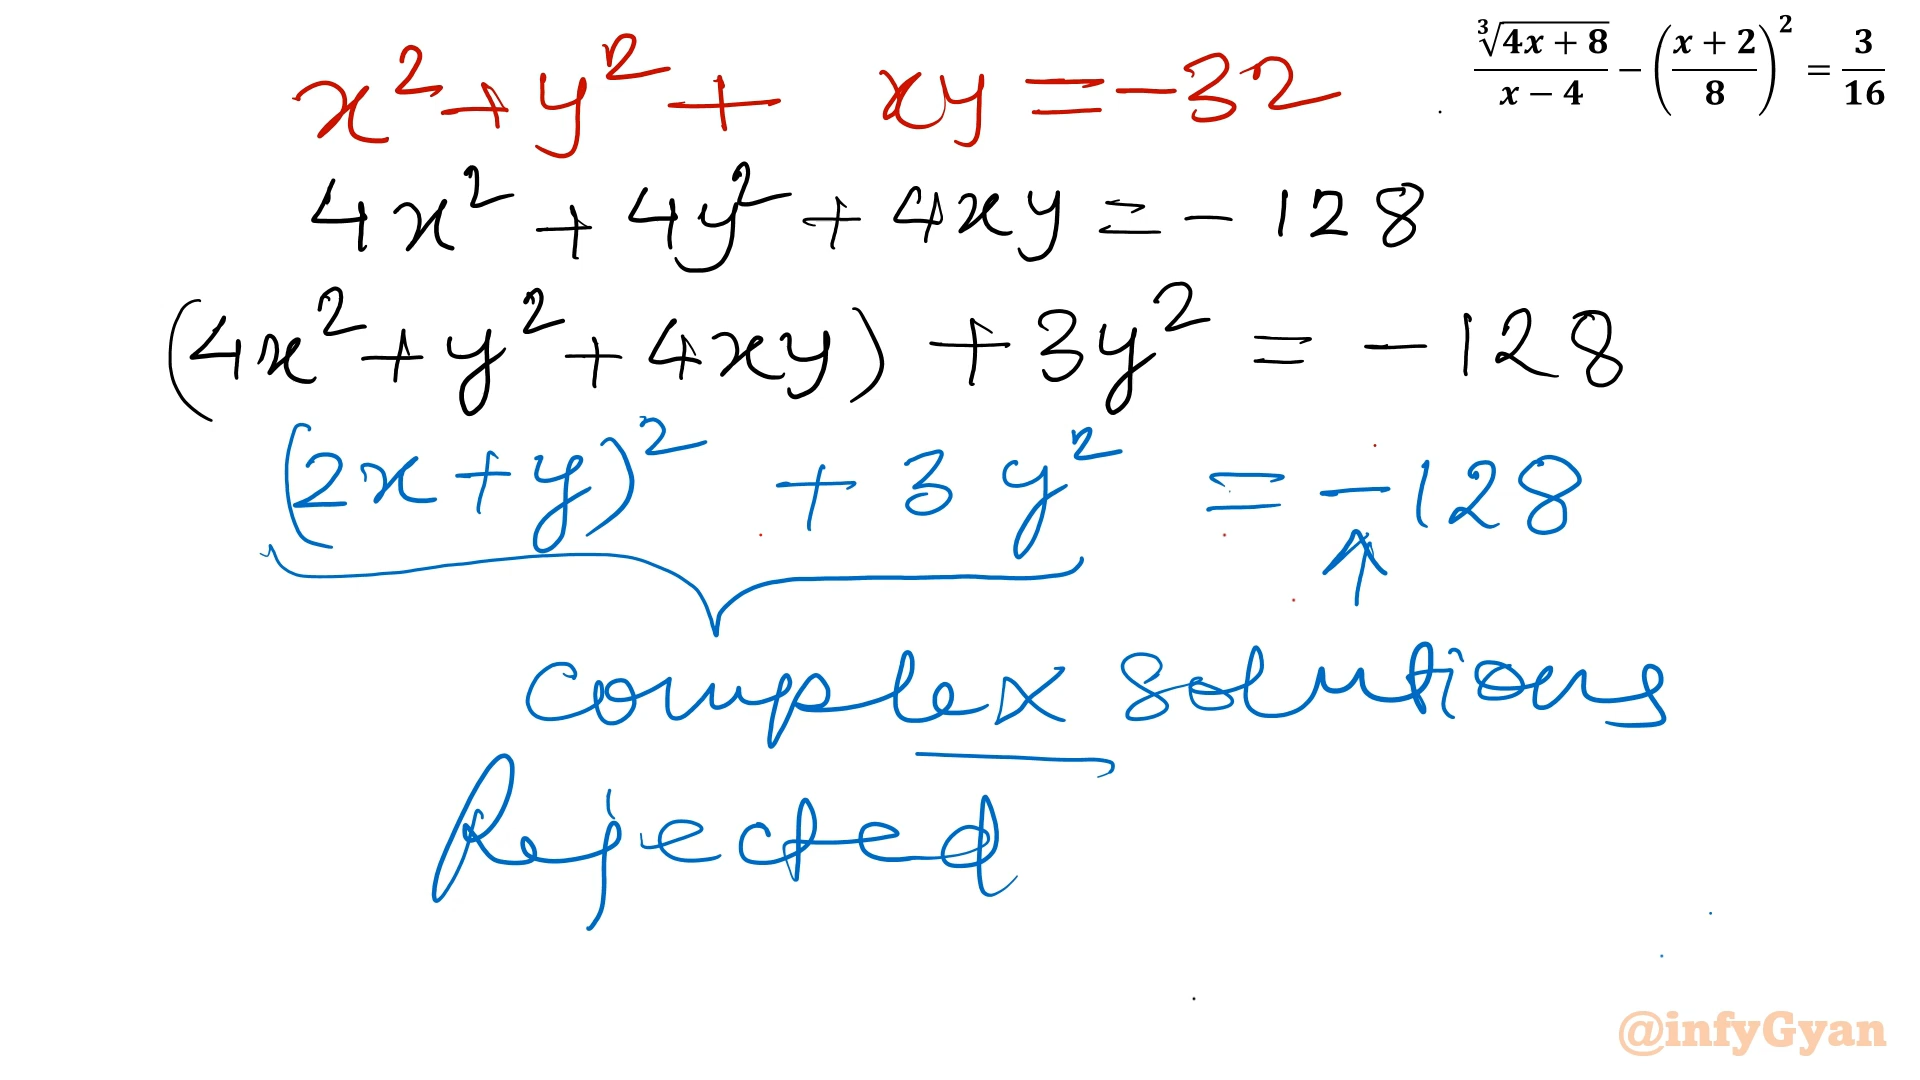 x² + y² + xy = -32
∛(4x + 8)/(x − 4) − ((x + 2)/8)² = 3/16
4x² + 4y² + 4xy = - 128
(4x² + y² + 4xy) + 3y² = - 128
(2x + y)² + 3y² = - 128
complex solutions
Rejected
@infyGyan